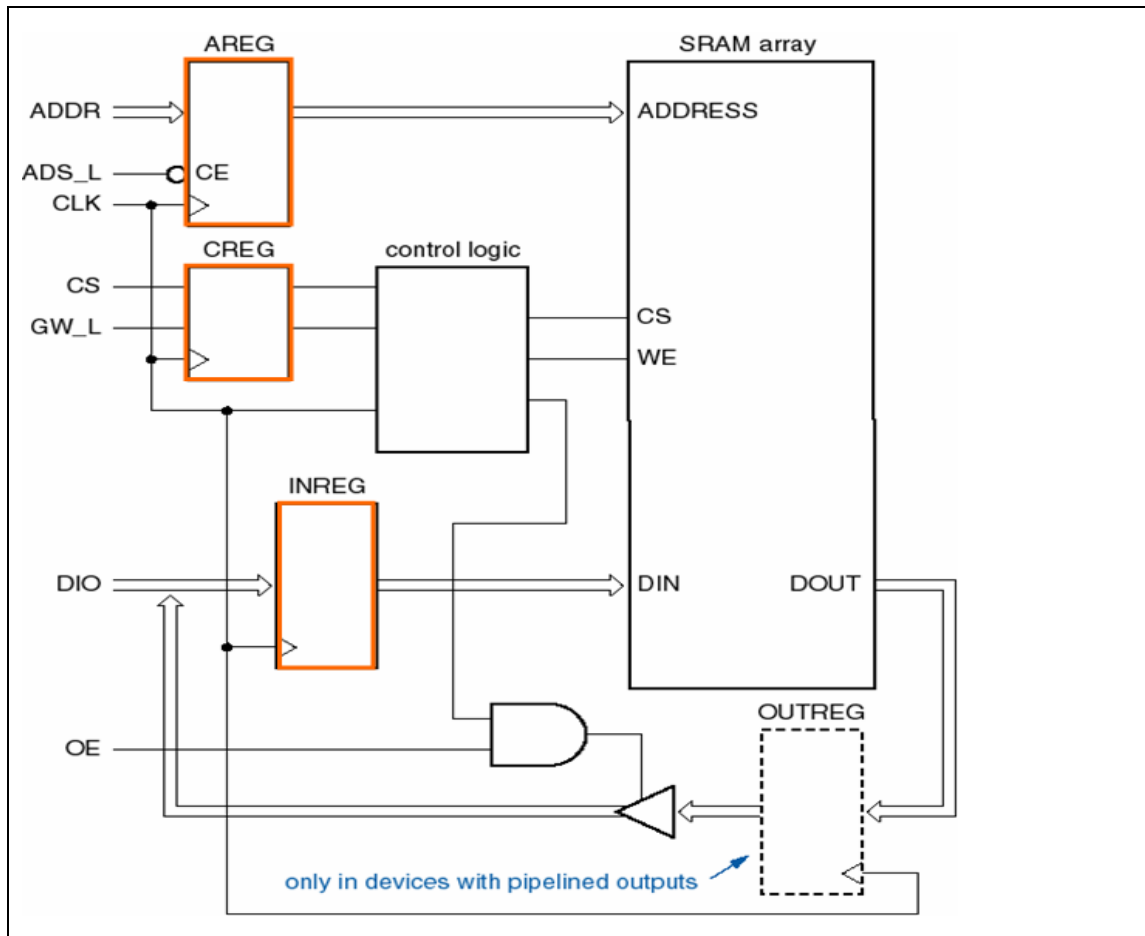 AREG
SRAM array
ADDR
ADDRESS
ADS_L
CE
CLK
CREG
control logic
CS
CS
GW_L
WE
INREG
DIO
DIN
DOUT
OUTREG
OE
only in devices with pipelined outputs